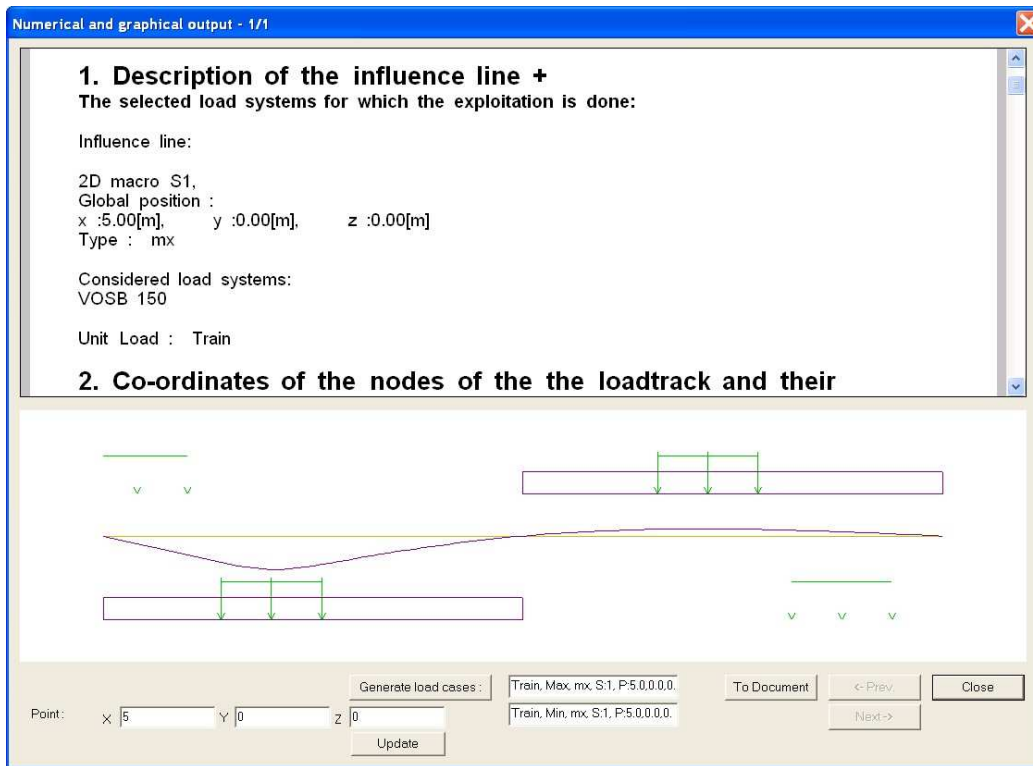 Numerical and graphical output - 1/1
1. Description of the influence line +
The selected load systems for which the exploitation is done:
Influence line:
2D macro S1,
Global position :
x :5.00[m], y :0.00[m], z :0.00[m]
Type : mx
Considered load systems:
VOSB 150
Unit Load : Train
2. Co-ordinates of the nodes of the the loadtrack and their
Generate load cases :
Train, Max, mx, S:1, P:5.0,0.0,0.
To Document
<- Prev.
Close
Point :
X 5
Y 0
Z 0
Train, Min, mx, S:1, P:5.0,0.0,0.
Next ->
Update